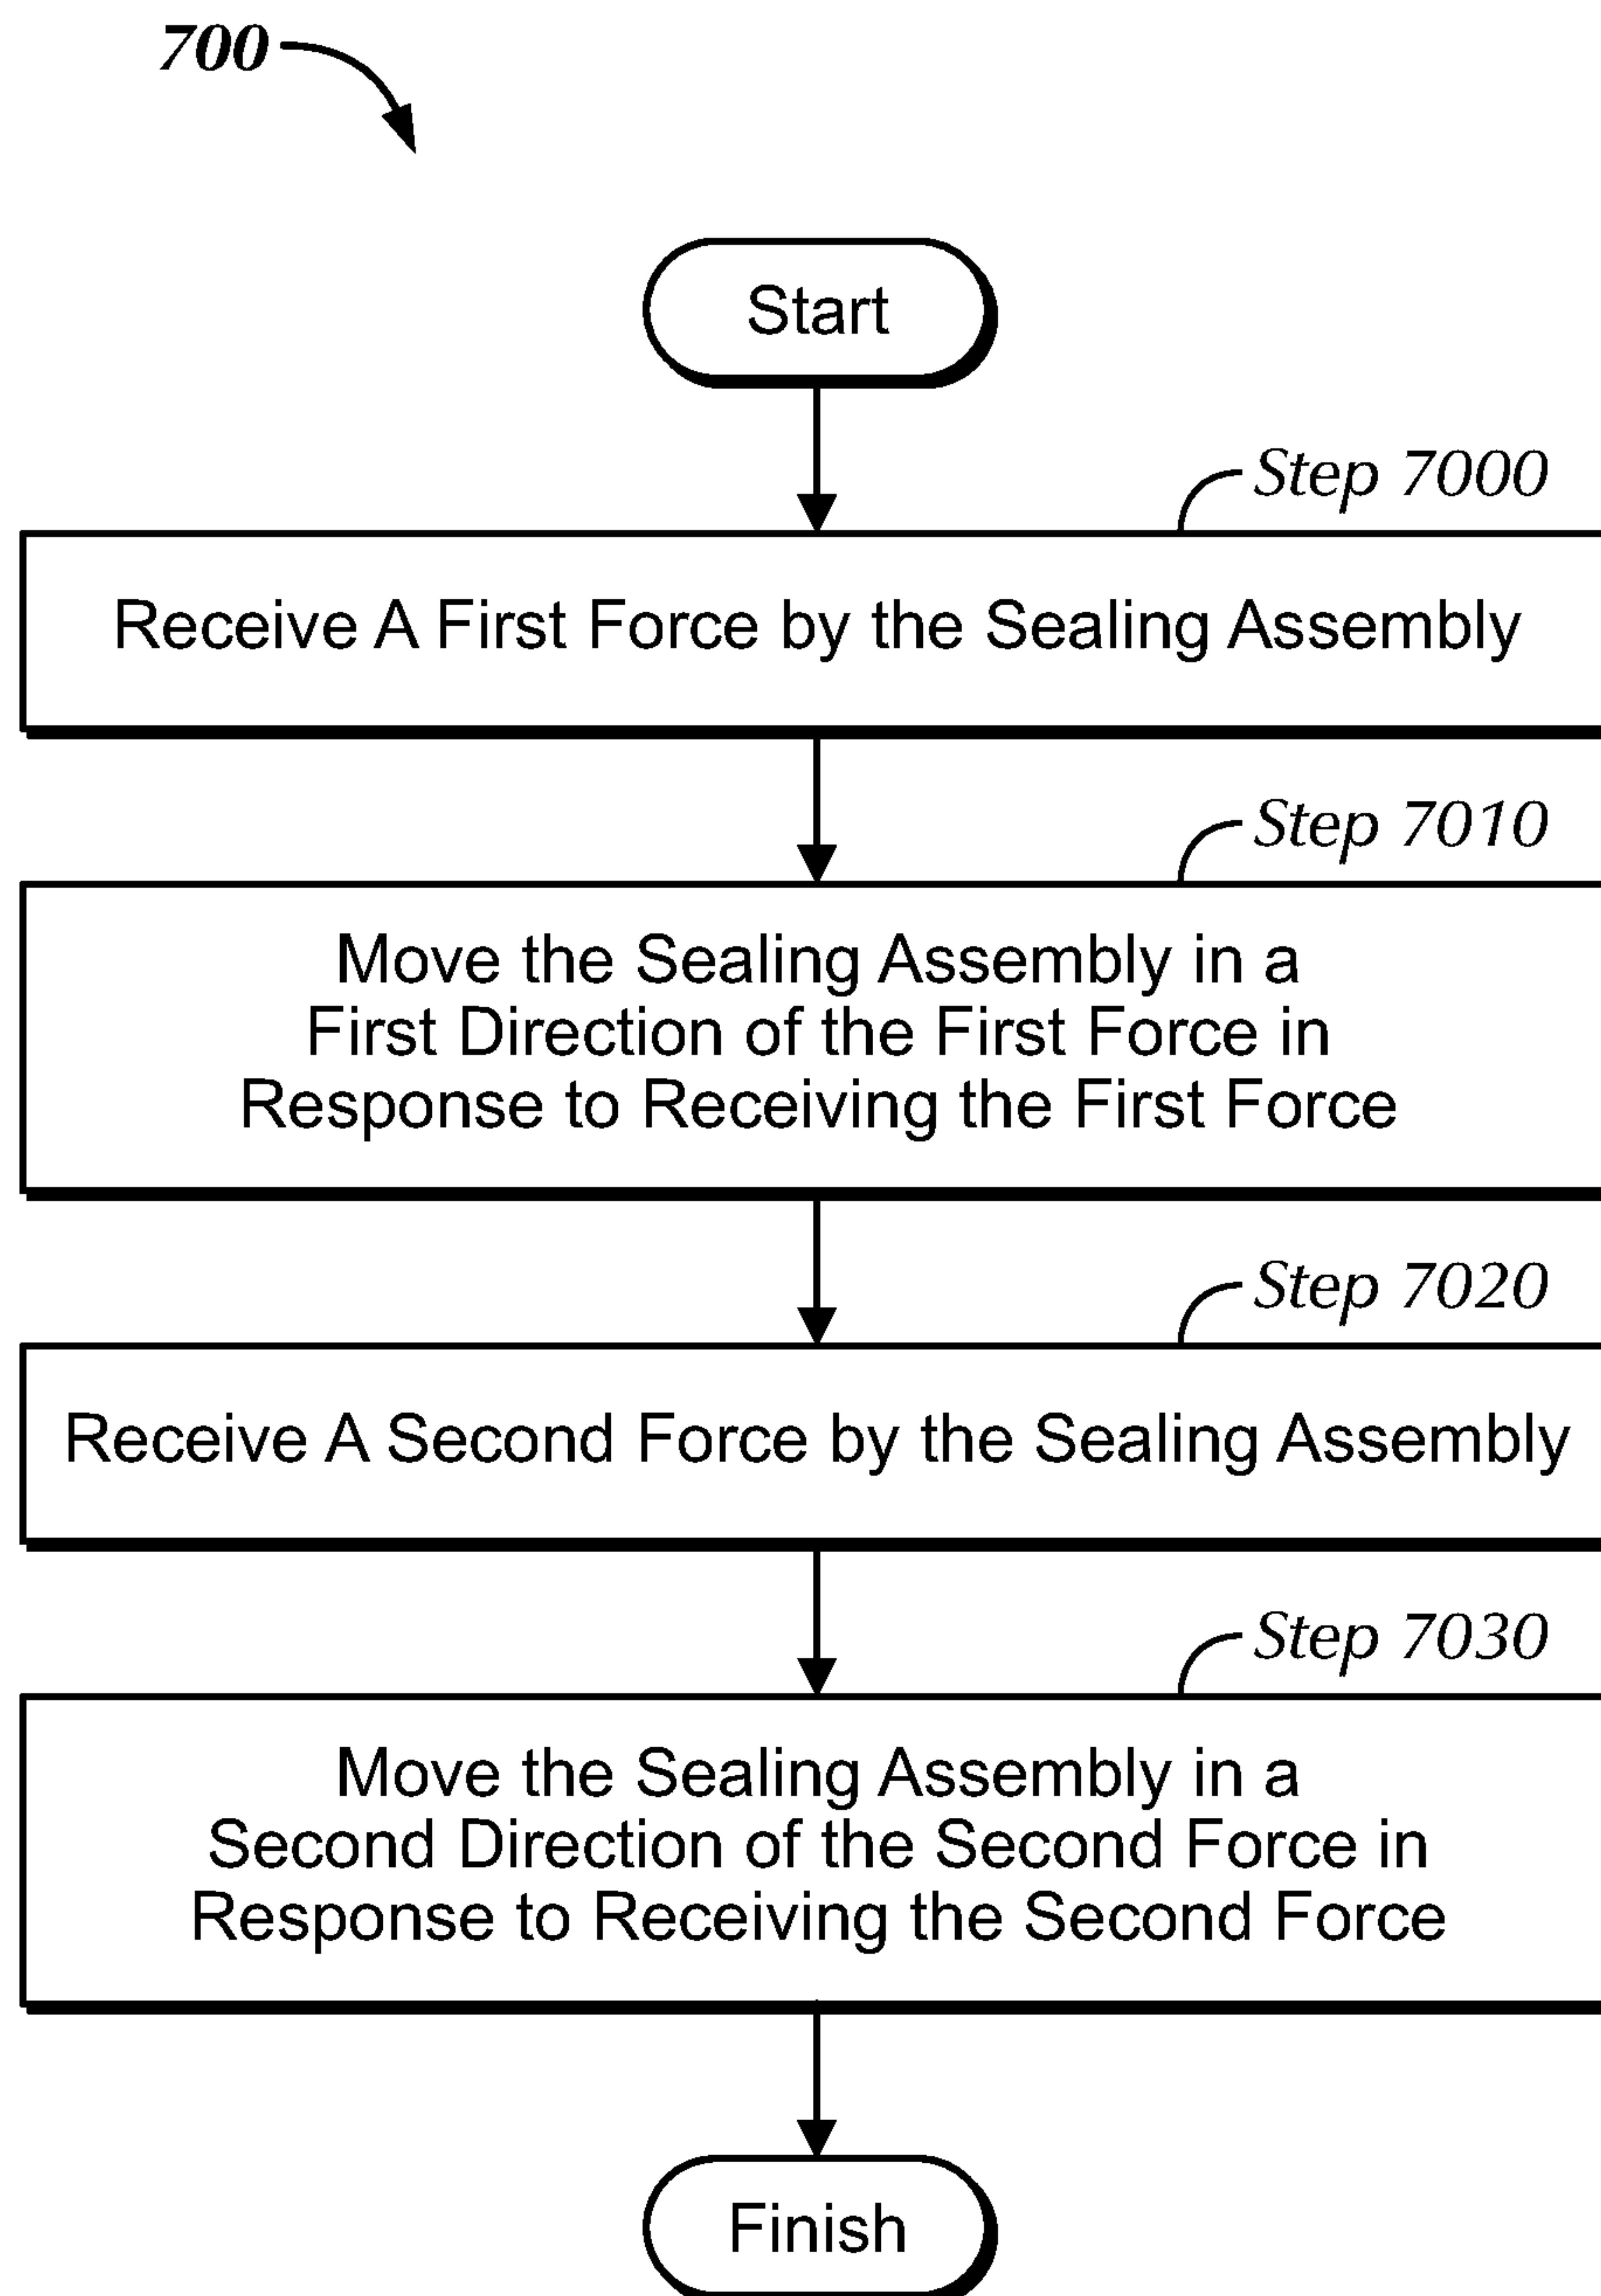 700
Start
Step 7000
Receive A First Force by the Sealing Assembly
Step 7010
Move the Sealing Assembly in a
First Direction of the First Force in
Response to Receiving the First Force
Step 7020
Receive A Second Force by the Sealing Assembly
Step 7030
Move the Sealing Assembly in a
Second Direction of the Second Force in
Response to Receiving the Second Force
Finish